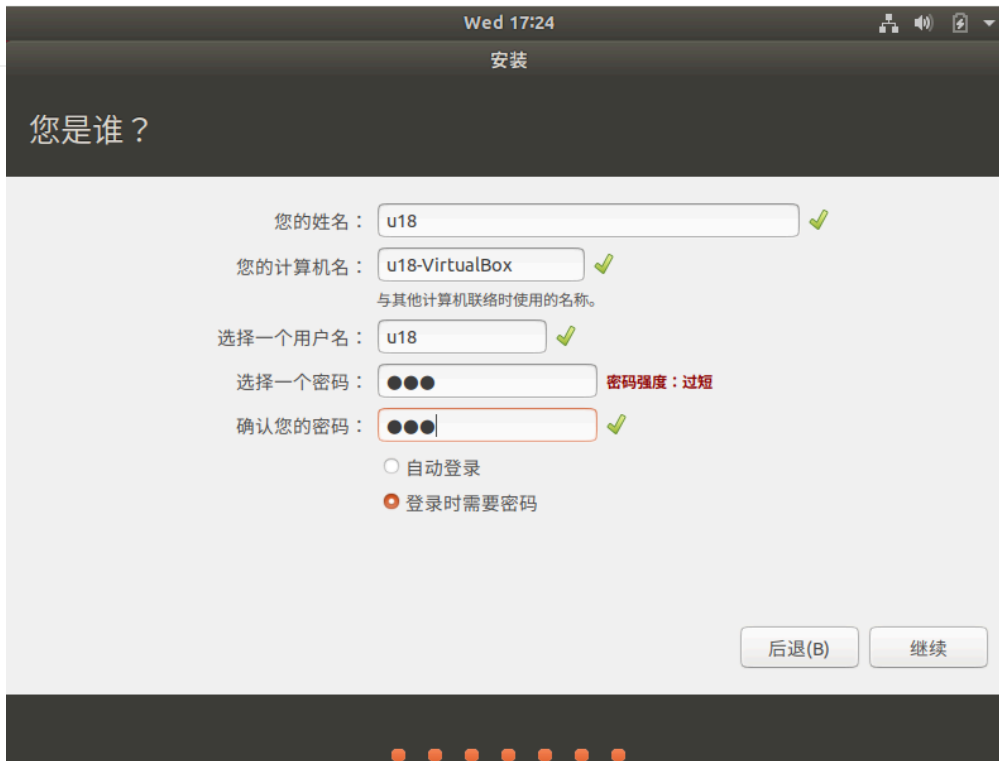 Wed 17:24
安装
您是谁？
您的姓名： u18
您的计算机名： u18-VirtualBox
与其他计算机联络时使用的名称。
选择一个用户名： u18
选择一个密码： ●●● 密码强度：过短
确认您的密码： ●●●
自动登录
登录时需要密码
后退(B) 继续